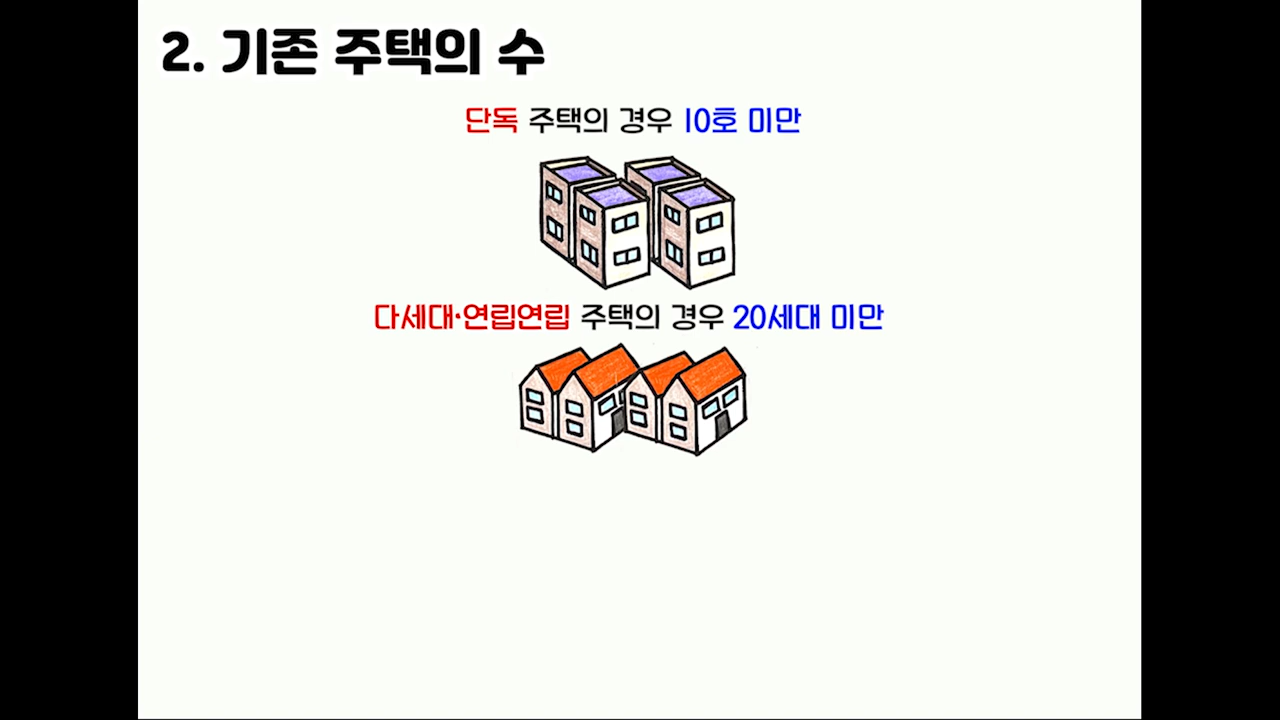 2. 기존 주택의 수
단독 주택의 경우 10호 미만
다세대·연립연립 주택의 경우 20세대 미만